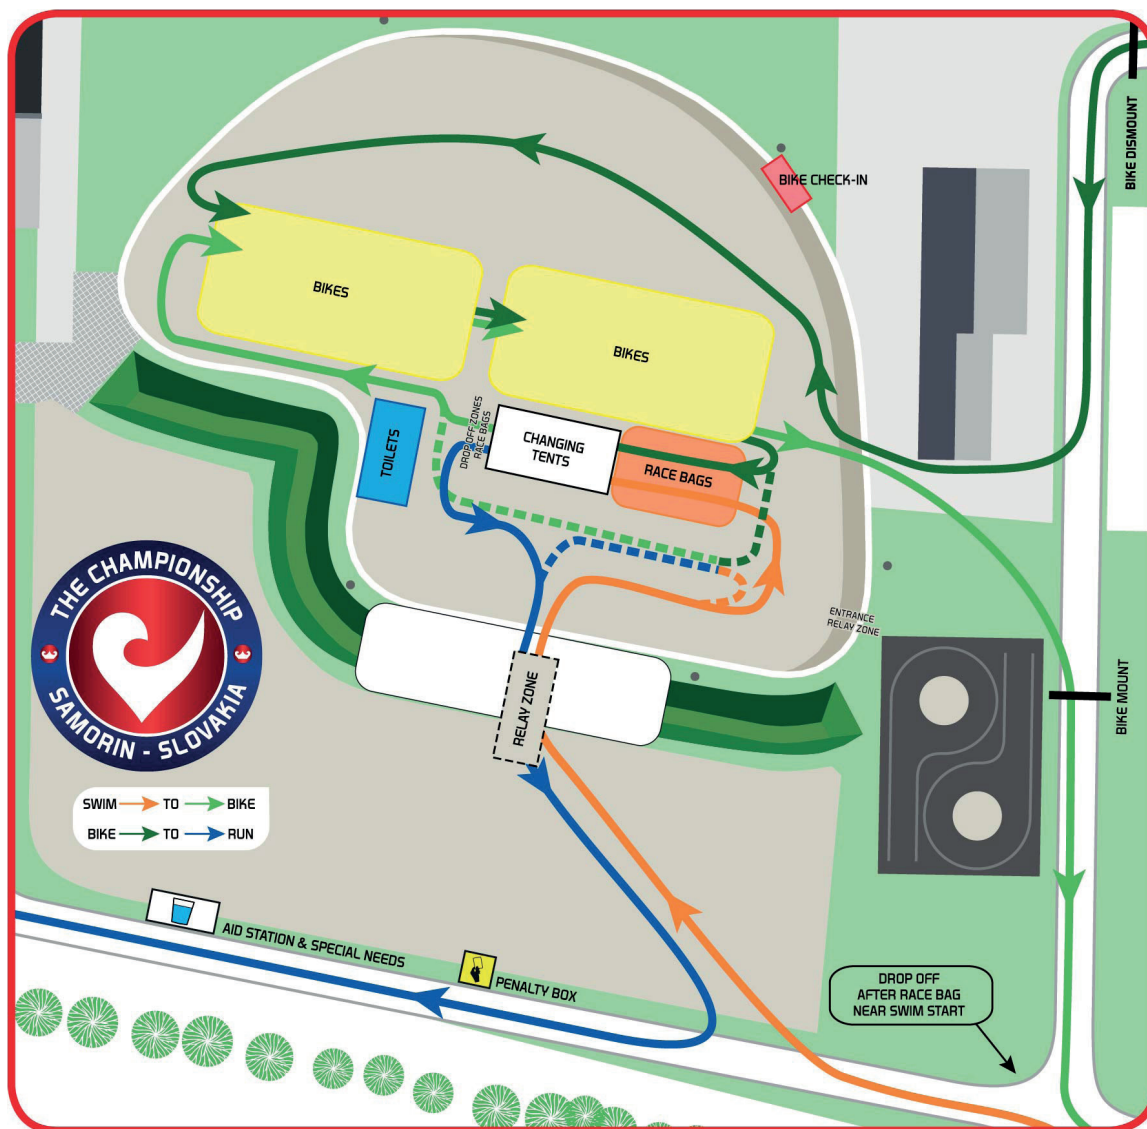 BIKE DISMOUNT
BIKE CHECK-IN
BIKES
BIKES
DROP OFF ZONES
RACE BAGS
TOILETS
CHANGING
TENTS
RACE BAGS
ENTRANCE
RELAY ZONE
THE CHAMPIONSHIP
SAMORIN - SLOVAKIA
RELAY ZONE
BIKE MOUNT
SWIM TO BIKE
BIKE TO RUN
AID STATION & SPECIAL NEEDS
PENALTY BOX
DROP OFF
AFTER RACE BAG
NEAR SWIM START